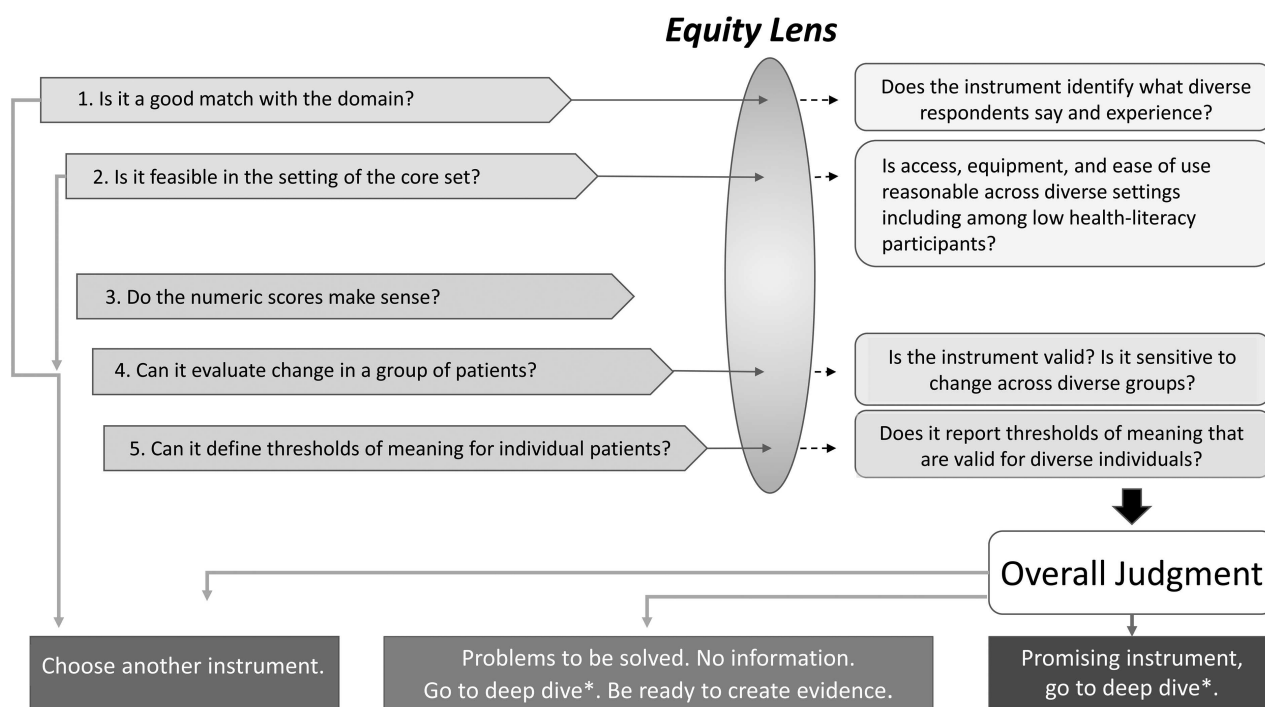 Equity Lens
1. Is it a good match with the domain?
Does the instrument identify what diverse
respondents say and experience?
2. Is it feasible in the setting of the core set?
Is access, equipment, and ease of use
reasonable across diverse settings
including among low health-literacy
participants?
3. Do the numeric scores make sense?
4. Can it evaluate change in a group of patients?
Is the instrument valid? Is it sensitive to
change across diverse groups?
5. Can it define thresholds of meaning for individual patients?
Does it report thresholds of meaning that
are valid for diverse individuals?
Overall Judgment
Choose another instrument.
Problems to be solved. No information.
Go to deep dive*. Be ready to create evidence.
Promising instrument,
go to deep dive*.